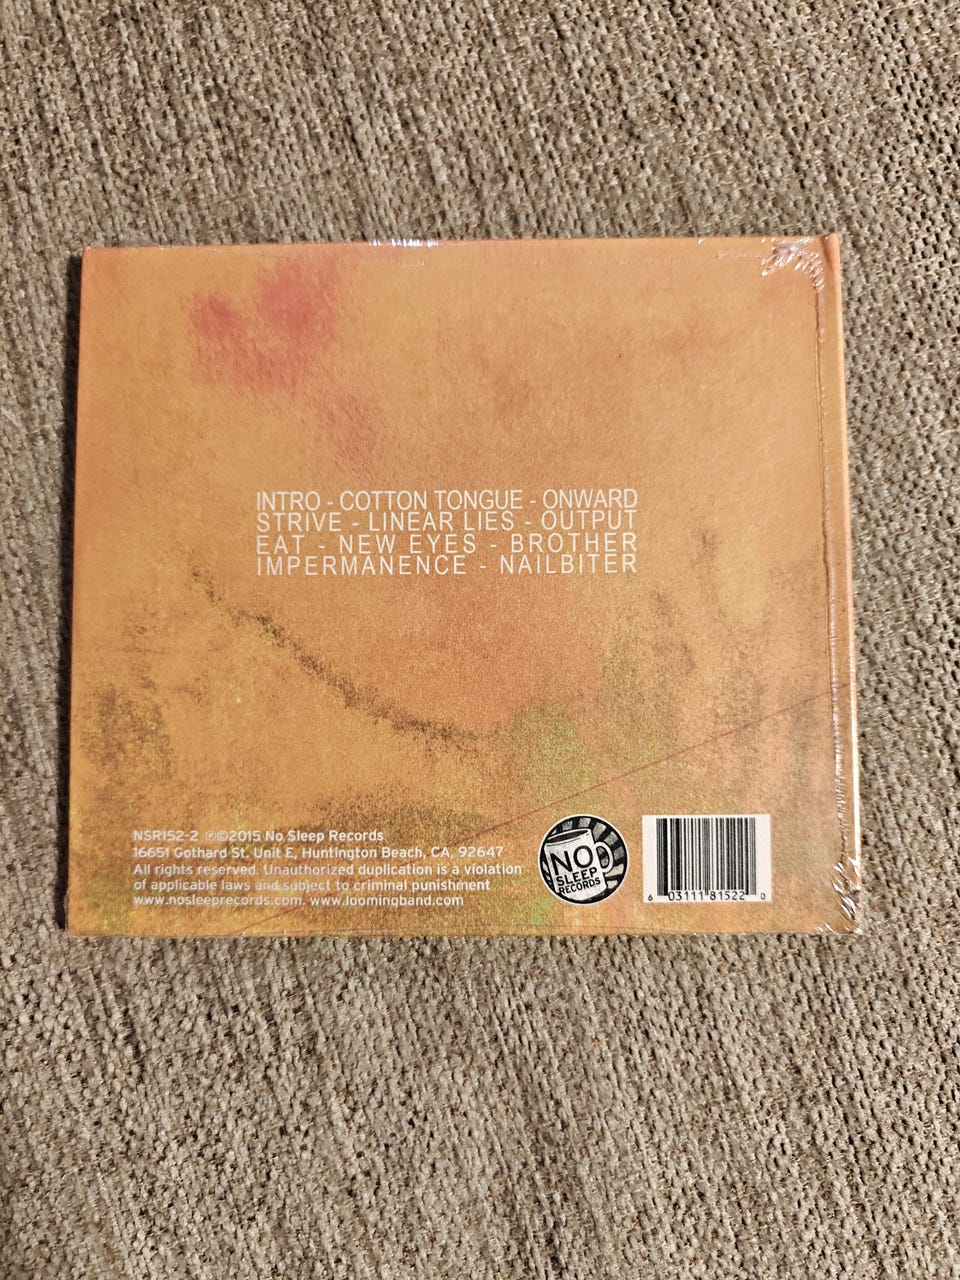 INTRO - COTTON TONGUE - ONWARD
STRIVE - LINEAR LIES - OUTPUT
EAT - NEW EYES - BROTHER
IMPERMANENCE - NAILBITER
NSR152-2 ℗©2015 No Sleep Records
16651 Gothard St. Unit E, Huntington Beach, CA, 92647
All rights reserved. Unauthorized duplication is a violation
of applicable laws and subject to criminal punishment
www.nosleeprecords.com. www.loomingband.com
NO
SLEEP
RECORDS
6 03111 81522 0